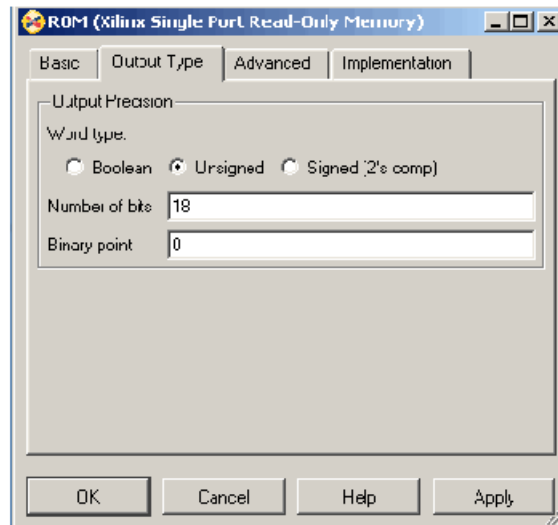 ROM (Xilinx Single Port Read-Only Memory)
Basic Output Type Advanced Implementation
Output Precision
Word type:
Boolean Unsigned Signed (2's comp)
Number of bits 18
Binary point 0
OK Cancel Help Apply